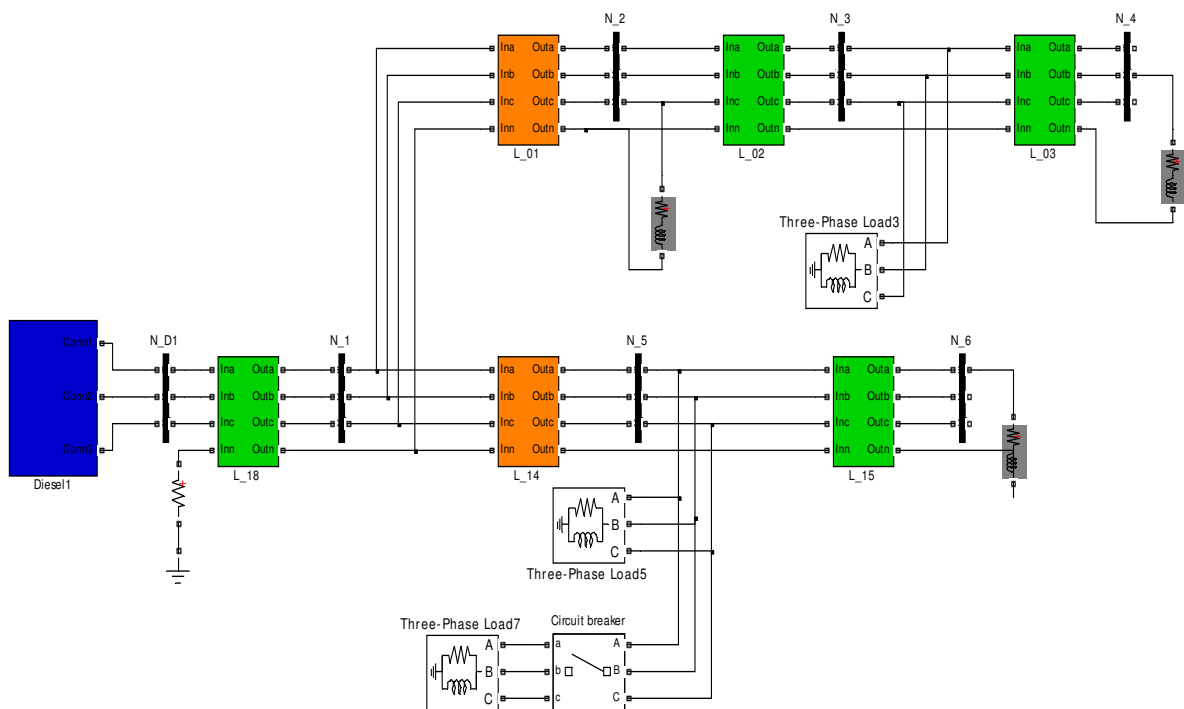 N_2
N_3
N_4
Ina
Outa
Ina
Outa
Ina
Outa
Inb
Outb
Inb
Outb
Inb
Outb
Inc
Outc
Inc
Outc
Inc
Outc
Inn
Outn
Inn
Outn
Inn
Outn
L_01
L_02
L_03
Three-Phase Load3
A
B
C
N_D1
N_1
N_5
N_6
Conn1
Conn2
Conn3
Diesel1
Ina
Outa
Ina
Outa
Ina
Outa
Inb
Outb
Inb
Outb
Inb
Outb
Inc
Outc
Inc
Outc
Inc
Outc
Inn
Outn
Inn
Outn
Inn
Outn
L_18
L_14
L_15
A
B
C
Three-Phase Load5
Three-Phase Load7
Circuit breaker
A
a
A
B
b
B
C
c
C